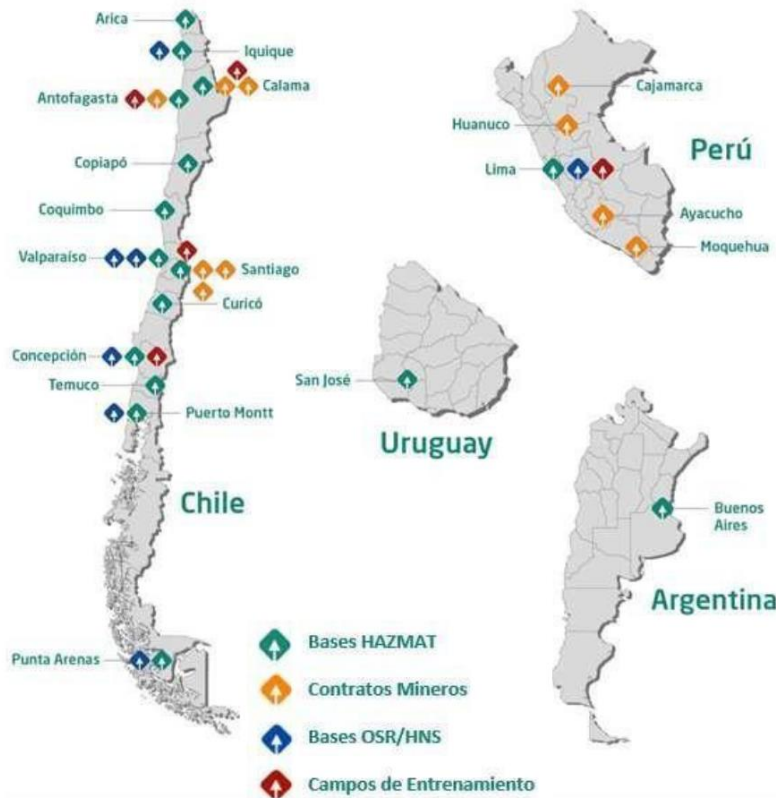 Arica
Iquique
Calama
Antofagasta
Copiapó
Coquimbo
Valparaíso
Santiago
Curicó
Concepción
Temuco
Puerto Montt
Chile
Punta Arenas
Cajamarca
Huanuco
Perú
Lima
Ayacucho
Moquehua
San José
Uruguay
Buenos
Aires
Argentina
Bases HAZMAT
Contratos Mineros
Bases OSR/HNS
Campos de Entrenamiento